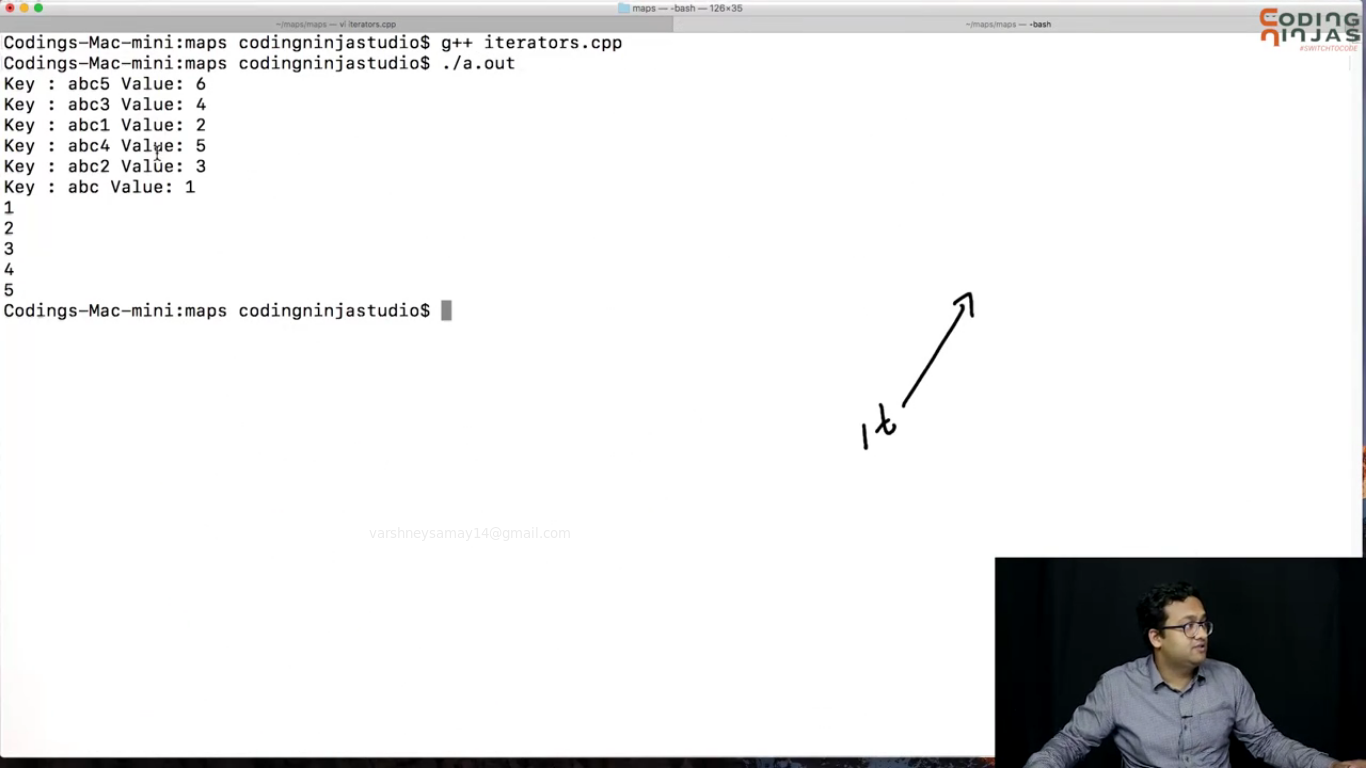 maps — -bash — 126×35
~/maps/maps — vi iterators.cpp
~/maps/maps — -bash
CODING
NINJAS
#SWITCHTOCODE
Codings-Mac-mini:maps codingninjastudio$ g++ iterators.cpp
Codings-Mac-mini:maps codingninjastudio$ ./a.out
Key : abc5 Value: 6
Key : abc3 Value: 4
Key : abc1 Value: 2
Key : abc4 Value: 5
Key : abc2 Value: 3
Key : abc Value: 1
1
2
3
4
5
Codings-Mac-mini:maps codingninjastudio$
it
varshneysamay14@gmail.com